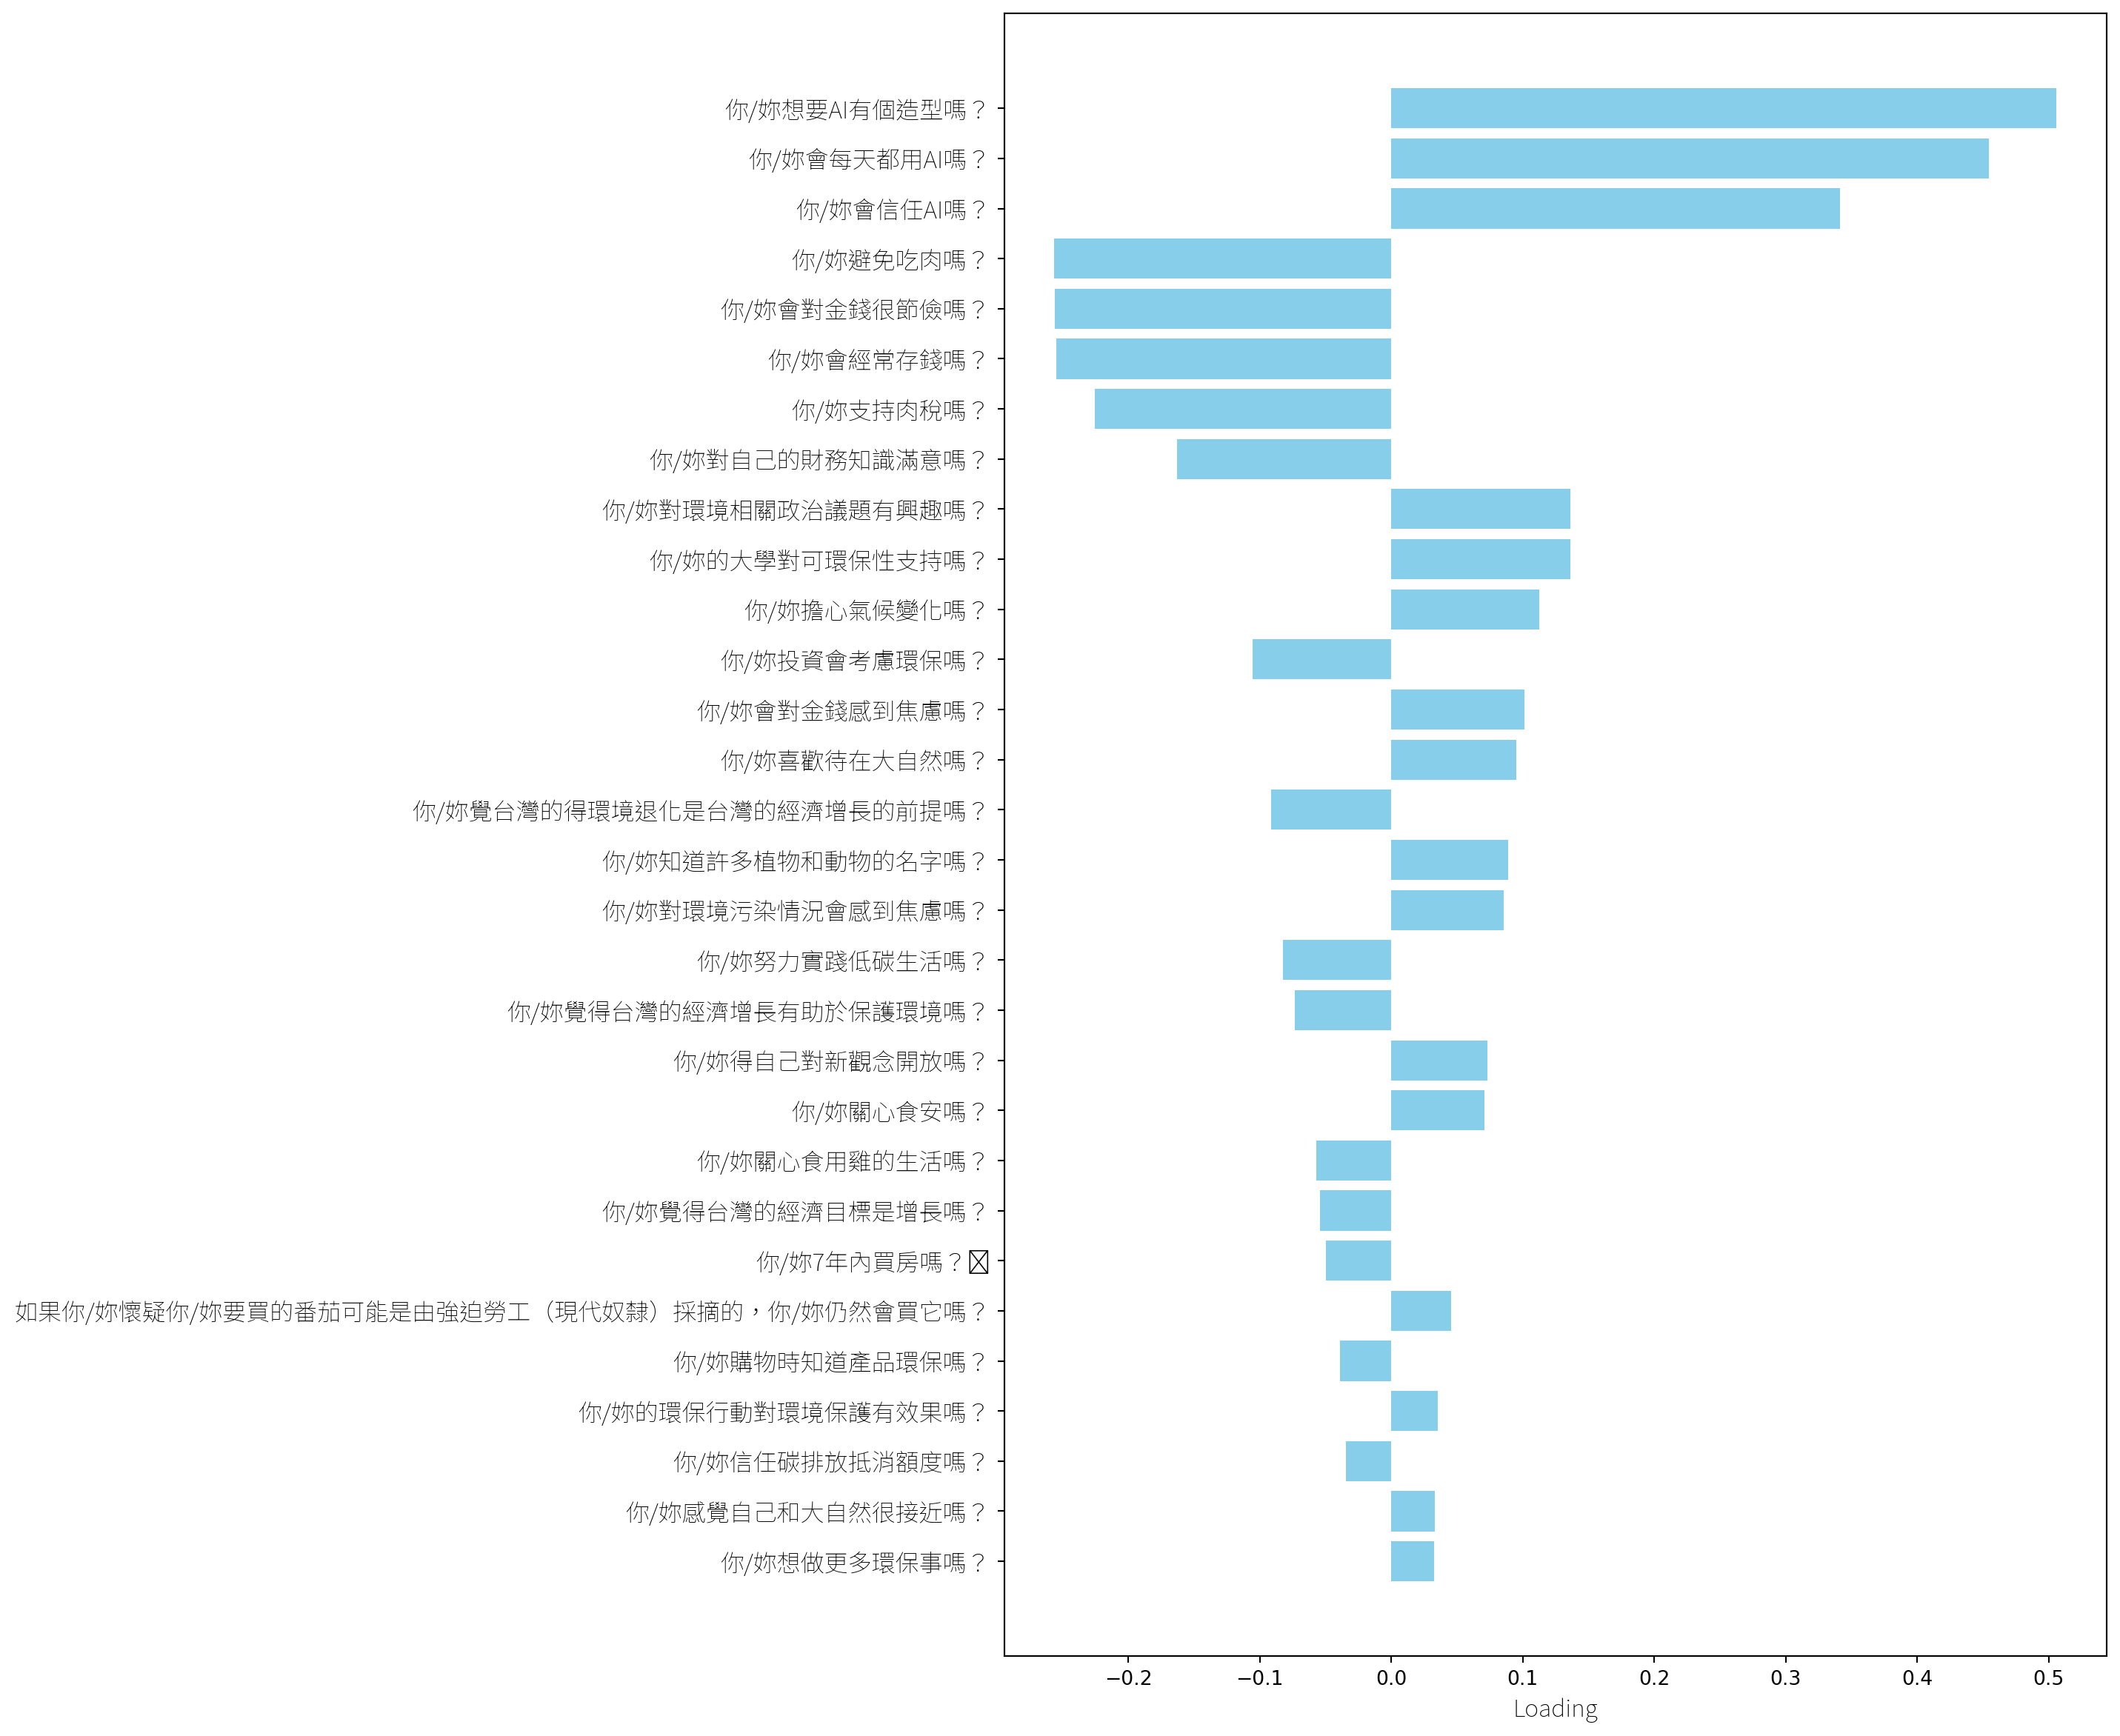 你/妳想要AI有個造型嗎？
你/妳會每天都用AI嗎？
你/妳會信任AI嗎？
你/妳避免吃肉嗎？
你/妳會對金錢很節儉嗎？
你/妳會經常存錢嗎？
你/妳支持肉稅嗎？
你/妳對自己的財務知識滿意嗎？
你/妳對環境相關政治議題有興趣嗎？
你/妳的大學對可環保性支持嗎？
你/妳擔心氣候變化嗎？
你/妳投資會考慮環保嗎？
你/妳會對金錢感到焦慮嗎？
你/妳喜歡待在大自然嗎？
你/妳覺台灣的得環境退化是台灣的經濟增長的前提嗎？
你/妳知道許多植物和動物的名字嗎？
你/妳對環境污染情況會感到焦慮嗎？
你/妳努力實踐低碳生活嗎？
你/妳覺得台灣的經濟增長有助於保護環境嗎？
你/妳得自己對新觀念開放嗎？
你/妳關心食安嗎？
你/妳關心食用雞的生活嗎？
你/妳覺得台灣的經濟目標是增長嗎？
你/妳7年內買房嗎？
如果你/妳懷疑你/妳要買的番茄可能是由強迫勞工（現代奴隸）採摘的，你/妳仍然會買它嗎？
你/妳購物時知道產品環保嗎？
你/妳的環保行動對環境保護有效果嗎？
你/妳信任碳排放抵消額度嗎？
你/妳感覺自己和大自然很接近嗎？
你/妳想做更多環保事嗎？
−0.2 −0.1 0.0 0.1 0.2 0.3 0.4 0.5
Loading